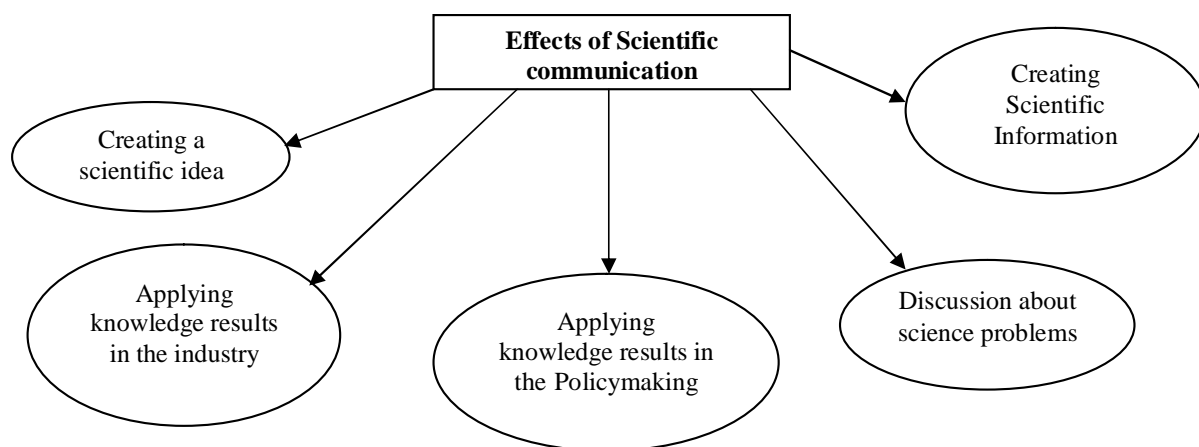 Effects of Scientific
communication
Creating a
scientific idea
Applying
knowledge results
in the industry
Applying
knowledge results in
the Policymaking
Discussion about
science problems
Creating
Scientific
Information